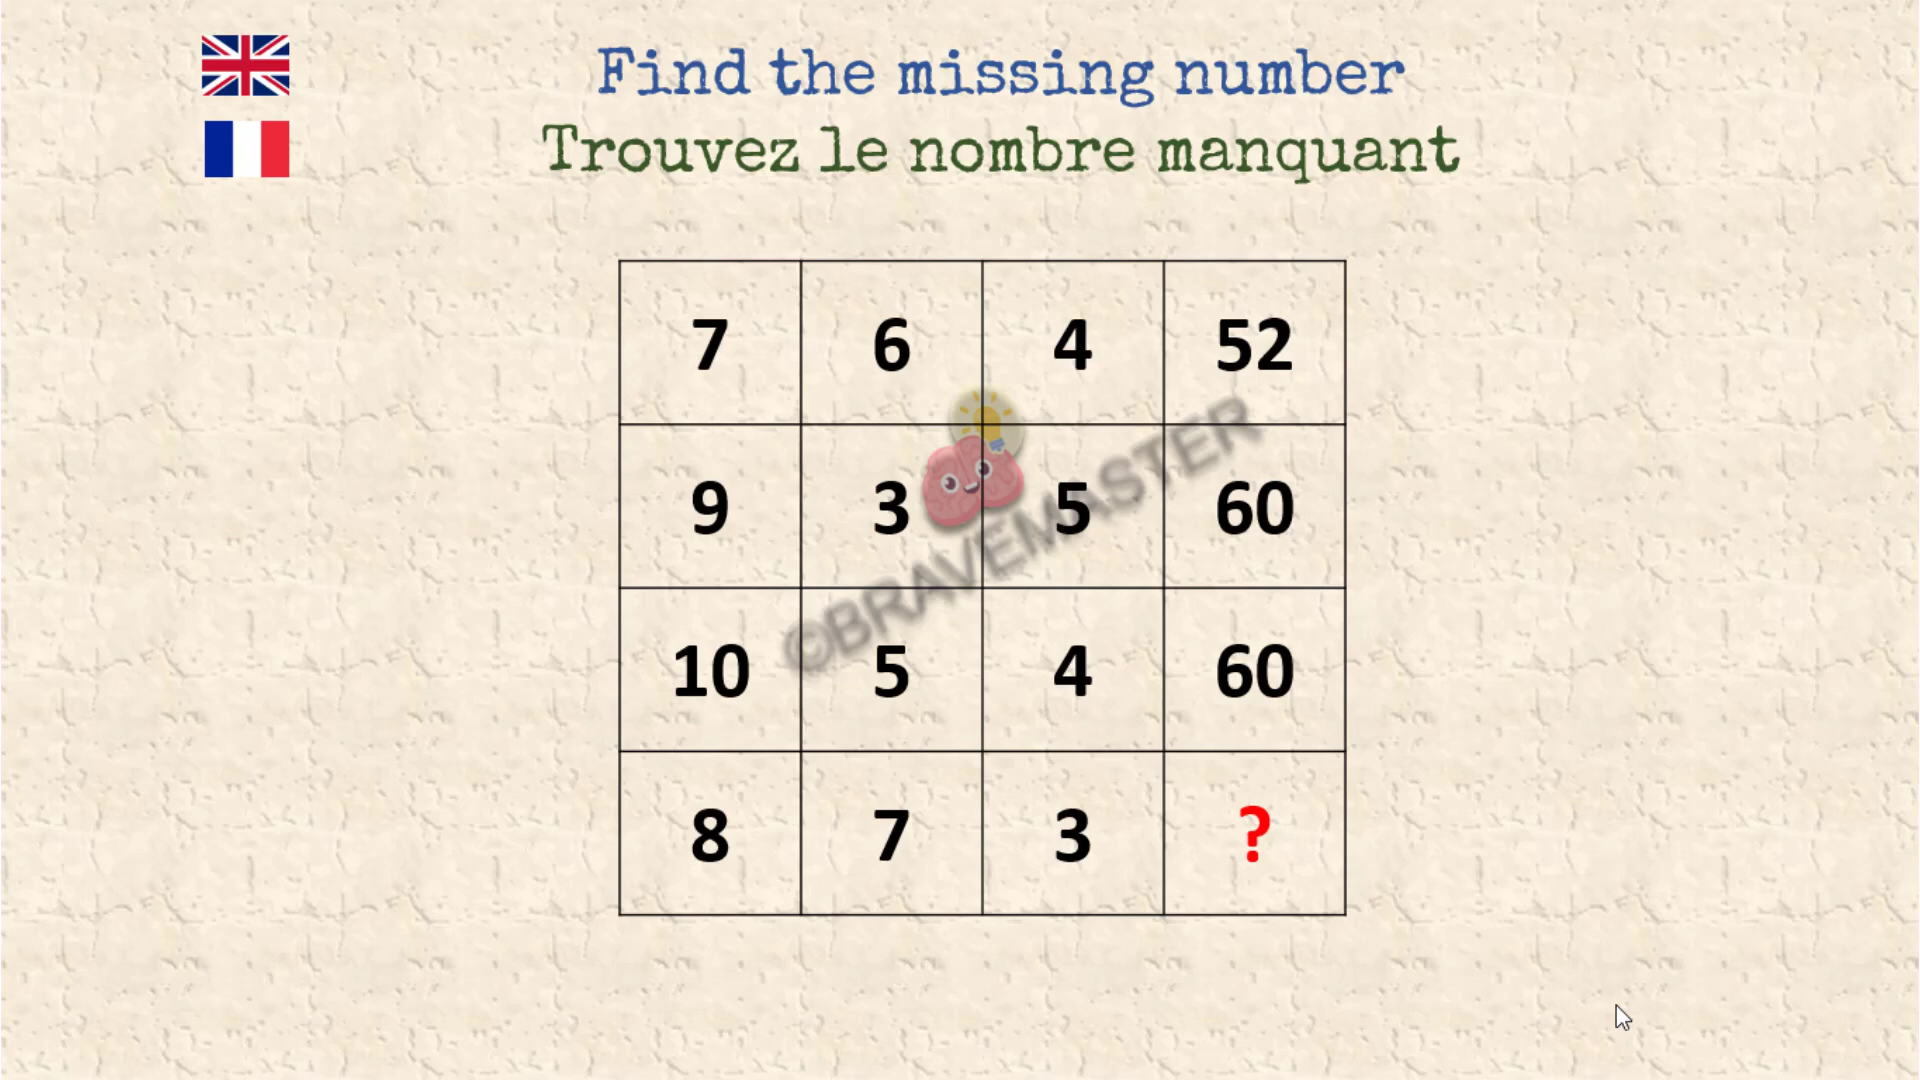 Find the missing number
Trouvez le nombre manquant
7 6 4 52
9 3 5 60
10 5 4 60
8 7 3 ?
©BRAVEMASTER